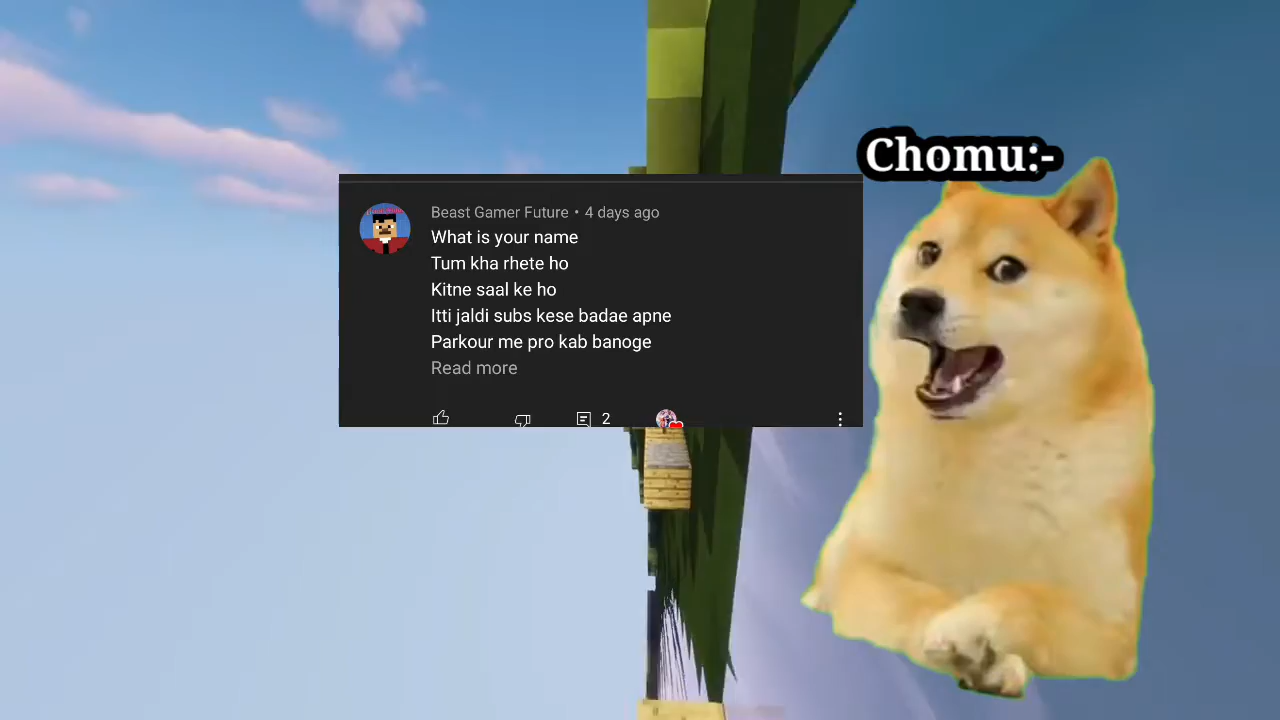 Chomu:-
Beast Gamer Future • 4 days ago
What is your name
Tum kha rhete ho
Kitne saal ke ho
Itti jaldi subs kese badae apne
Parkour me pro kab banoge
Read more
2